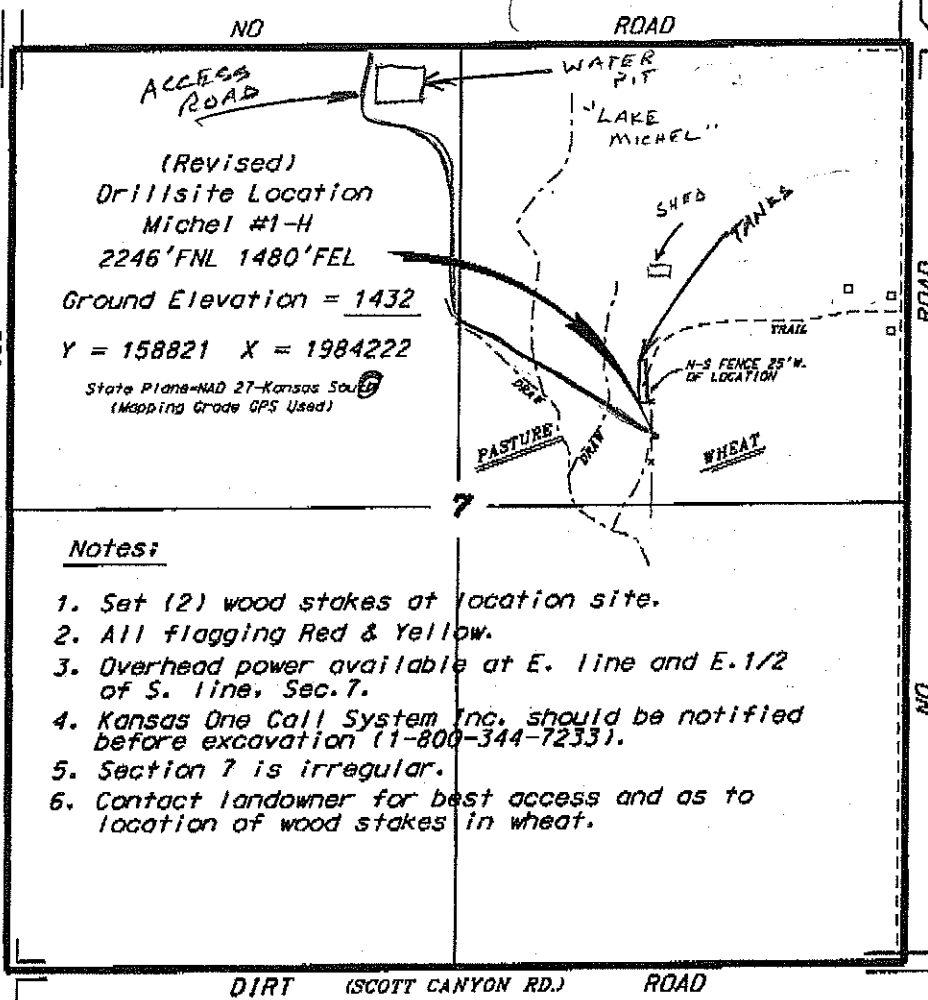 NO ROAD
ACCESS
ROAD
WATER
PIT
"LAKE
MICHEL"
(Revised)
Drillsite Location
Michel #1-H
2246'FNL 1480'FEL
Ground Elevation = 1432
Y = 158821 X = 1984222
State Plane-NAD 27-Kansas South
(Mapping Grade GPS Used)
SHED
TANKS
TRAIL
N-S FENCE 25'W.
OF LOCATION
DRAW
PASTURE
DRAW
WHEAT
ROAD
NO
7
Notes:
1. Set (2) wood stakes at location site.
2. All flagging Red & Yellow.
3. Overhead power available at E. line and E.1/2
of S. line, Sec.7.
4. Kansas One Call System Inc. should be notified
before excavation (1-800-344-7233).
5. Section 7 is irregular.
6. Contact landowner for best access and as to
location of wood stakes in wheat.
DIRT (SCOTT CANYON RD.) ROAD